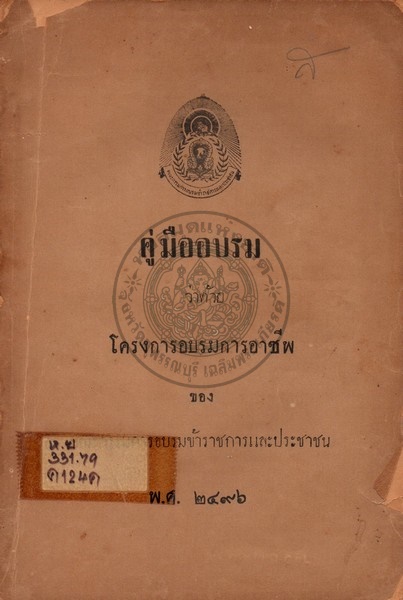 คู่มืออบรม
ว่าด้วย
โครงการอบรมการอาชีพ
ของ
การอบรมข้าราชการและประชาชน
ห.ช
331.79
ค124ค
พ.ศ. ๒๔๙๖